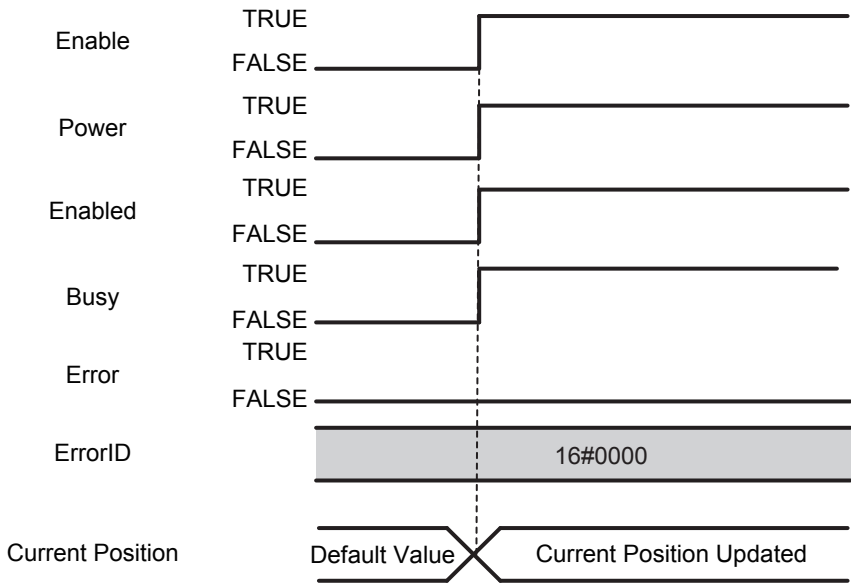 Enable
TRUE
FALSE
Power
TRUE
FALSE
Enabled
TRUE
FALSE
Busy
TRUE
FALSE
Error
TRUE
FALSE
ErrorID
16#0000
Current Position
Default Value
Current Position Updated